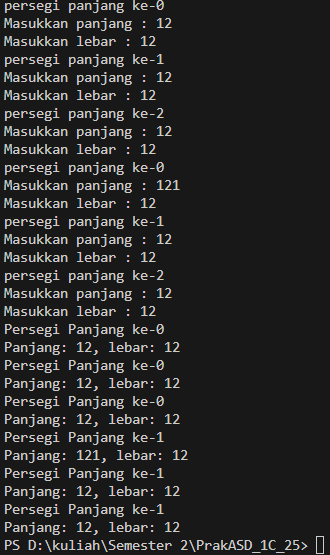 persegi panjang ke-0
Masukkan panjang : 12
Masukkan lebar : 12
persegi panjang ke-1
Masukkan panjang : 12
Masukkan lebar : 12
persegi panjang ke-2
Masukkan panjang : 12
Masukkan lebar : 12
persegi panjang ke-0
Masukkan panjang : 121
Masukkan lebar : 12
persegi panjang ke-1
Masukkan panjang : 12
Masukkan lebar : 12
persegi panjang ke-2
Masukkan panjang : 12
Masukkan lebar : 12
Persegi Panjang ke-0
Panjang: 12, lebar: 12
Persegi Panjang ke-0
Panjang: 12, lebar: 12
Persegi Panjang ke-0
Panjang: 12, lebar: 12
Persegi Panjang ke-1
Panjang: 121, lebar: 12
Persegi Panjang ke-1
Panjang: 12, lebar: 12
Persegi Panjang ke-1
Panjang: 12, lebar: 12
PS D:\kuliah\Semester 2\PrakASD_1C_25>